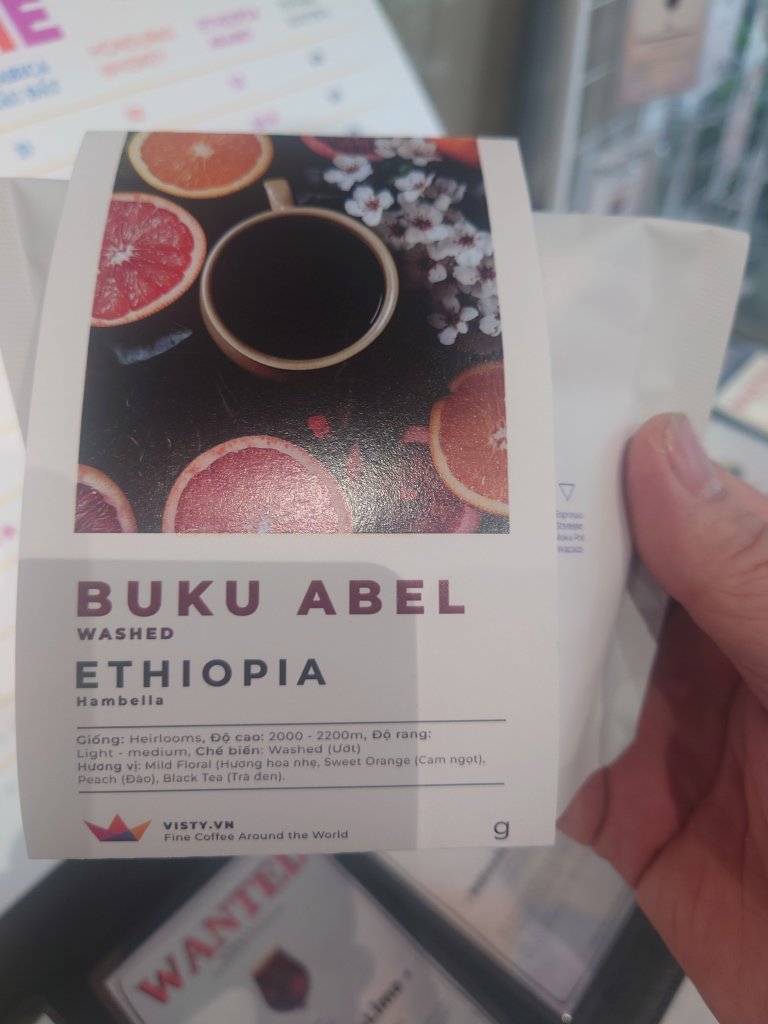 BUKU ABEL
WASHED
ETHIOPIA
Hambella
Giống: Heirlooms, Độ cao: 2000 - 2200m, Độ rang:
Light - medium, Chế biến: Washed (Ướt)
Hương vị: Mild Floral (Hương hoa nhẹ, Sweet Orange (Cam ngọt),
Peach (Đào), Black Tea (Trà đen).
VISTY.VN
Fine Coffee Around the World
g
WANTED